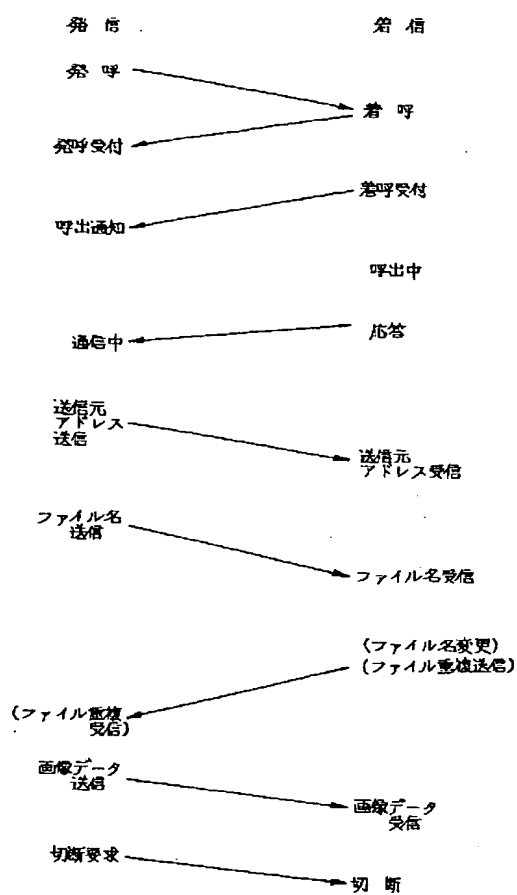 発信
着信
発呼
着呼
発呼受付
着呼受付
呼出通知
呼出中
応答
通信中
送信元
アドレス
送信
送信元
アドレス受信
ファイル名
送信
ファイル名受信
(ファイル名変更)
(ファイル重複送信)
(ファイル重複
受信)
画像データ
送信
画像データ
受信
切断要求
切断